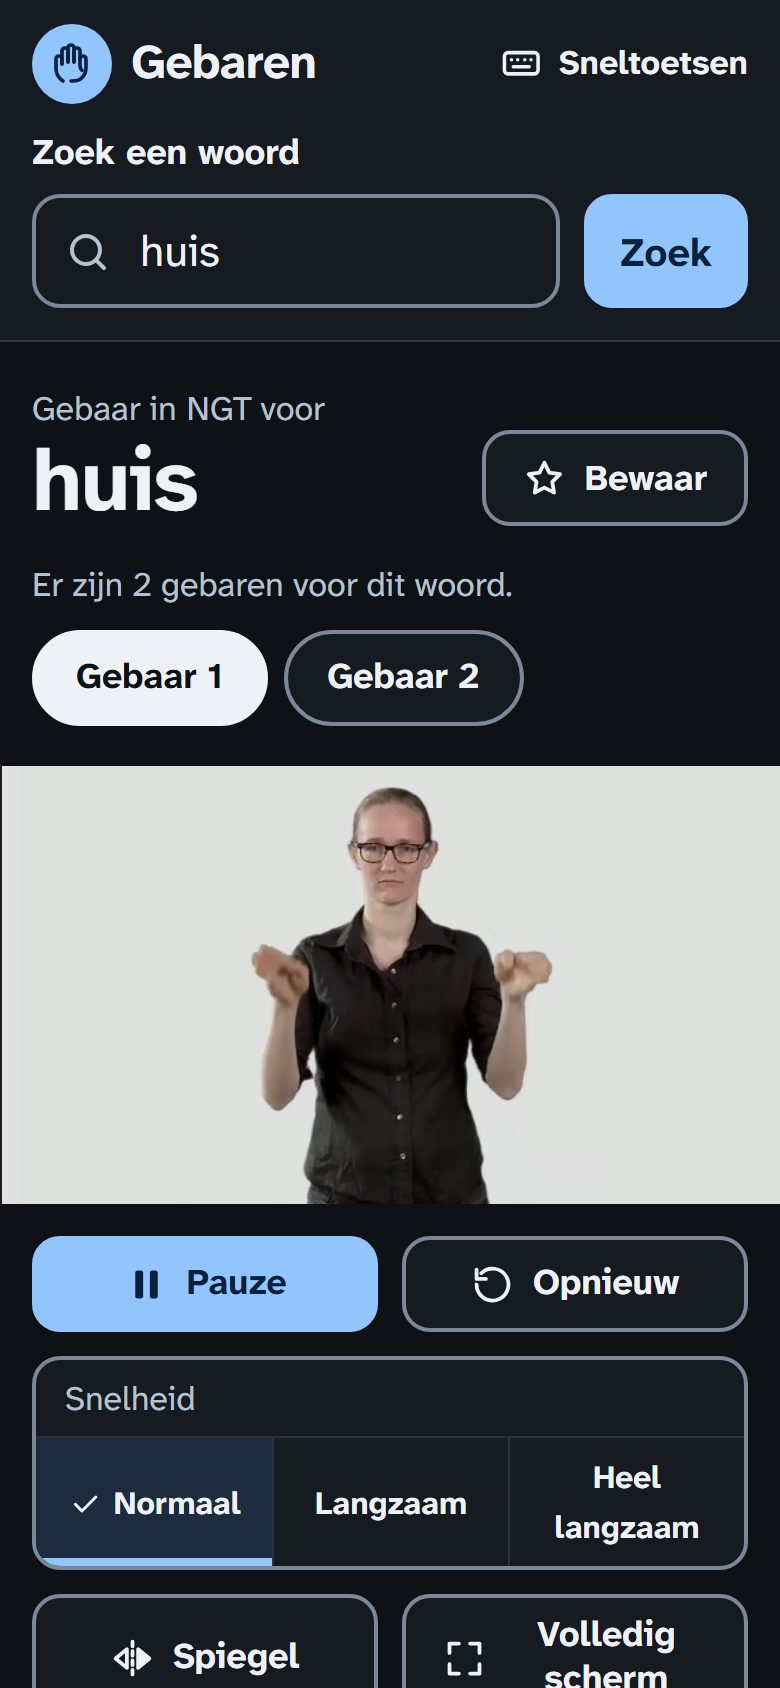 Gebaren
Sneltoetsen
Zoek een woord
huis
Zoek
Gebaar in NGT voor
huis
Bewaar
Er zijn 2 gebaren voor dit woord.
Gebaar 1
Gebaar 2
Pauze
Opnieuw
Snelheid
Normaal
Langzaam
Heel
langzaam
Spiegel
Volledig
scherm